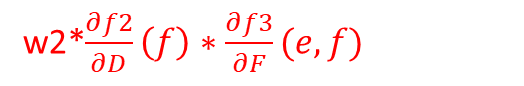 w2*∂f2/∂D (f) * ∂f3/∂F (e,f)